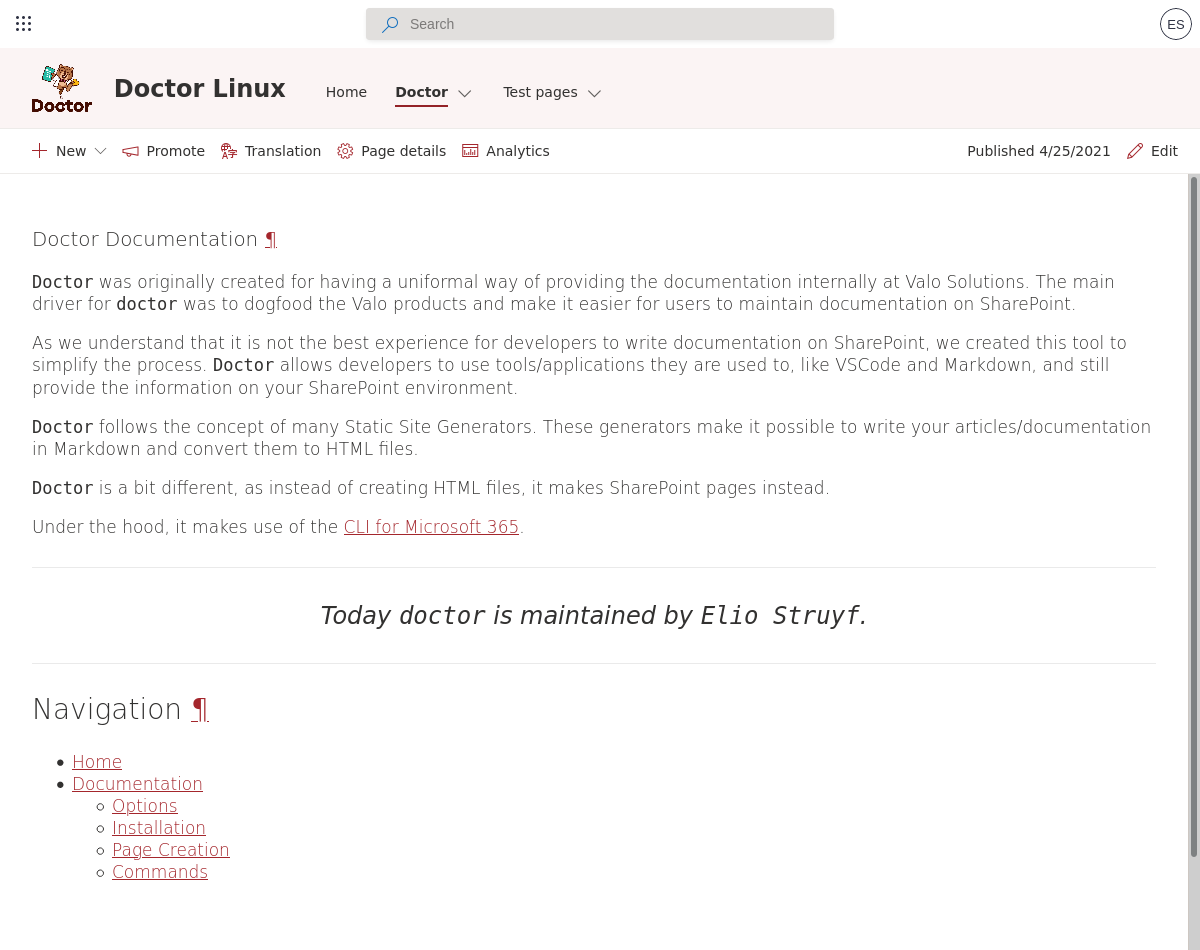 Search
ES
Doctor
Doctor Linux
Home
Doctor
Test pages
New
Promote
Translation
Page details
Analytics
Published 4/25/2021
Edit
Doctor Documentation ¶
Doctor was originally created for having a uniformal way of providing the documentation internally at Valo Solutions. The main
driver for doctor was to dogfood the Valo products and make it easier for users to maintain documentation on SharePoint.
As we understand that it is not the best experience for developers to write documentation on SharePoint, we created this tool to
simplify the process. Doctor allows developers to use tools/applications they are used to, like VSCode and Markdown, and still
provide the information on your SharePoint environment.
Doctor follows the concept of many Static Site Generators. These generators make it possible to write your articles/documentation
in Markdown and convert them to HTML files.
Doctor is a bit different, as instead of creating HTML files, it makes SharePoint pages instead.
Under the hood, it makes use of the CLI for Microsoft 365.
Today doctor is maintained by Elio Struyf.
Navigation ¶
Home
Documentation
Options
Installation
Page Creation
Commands